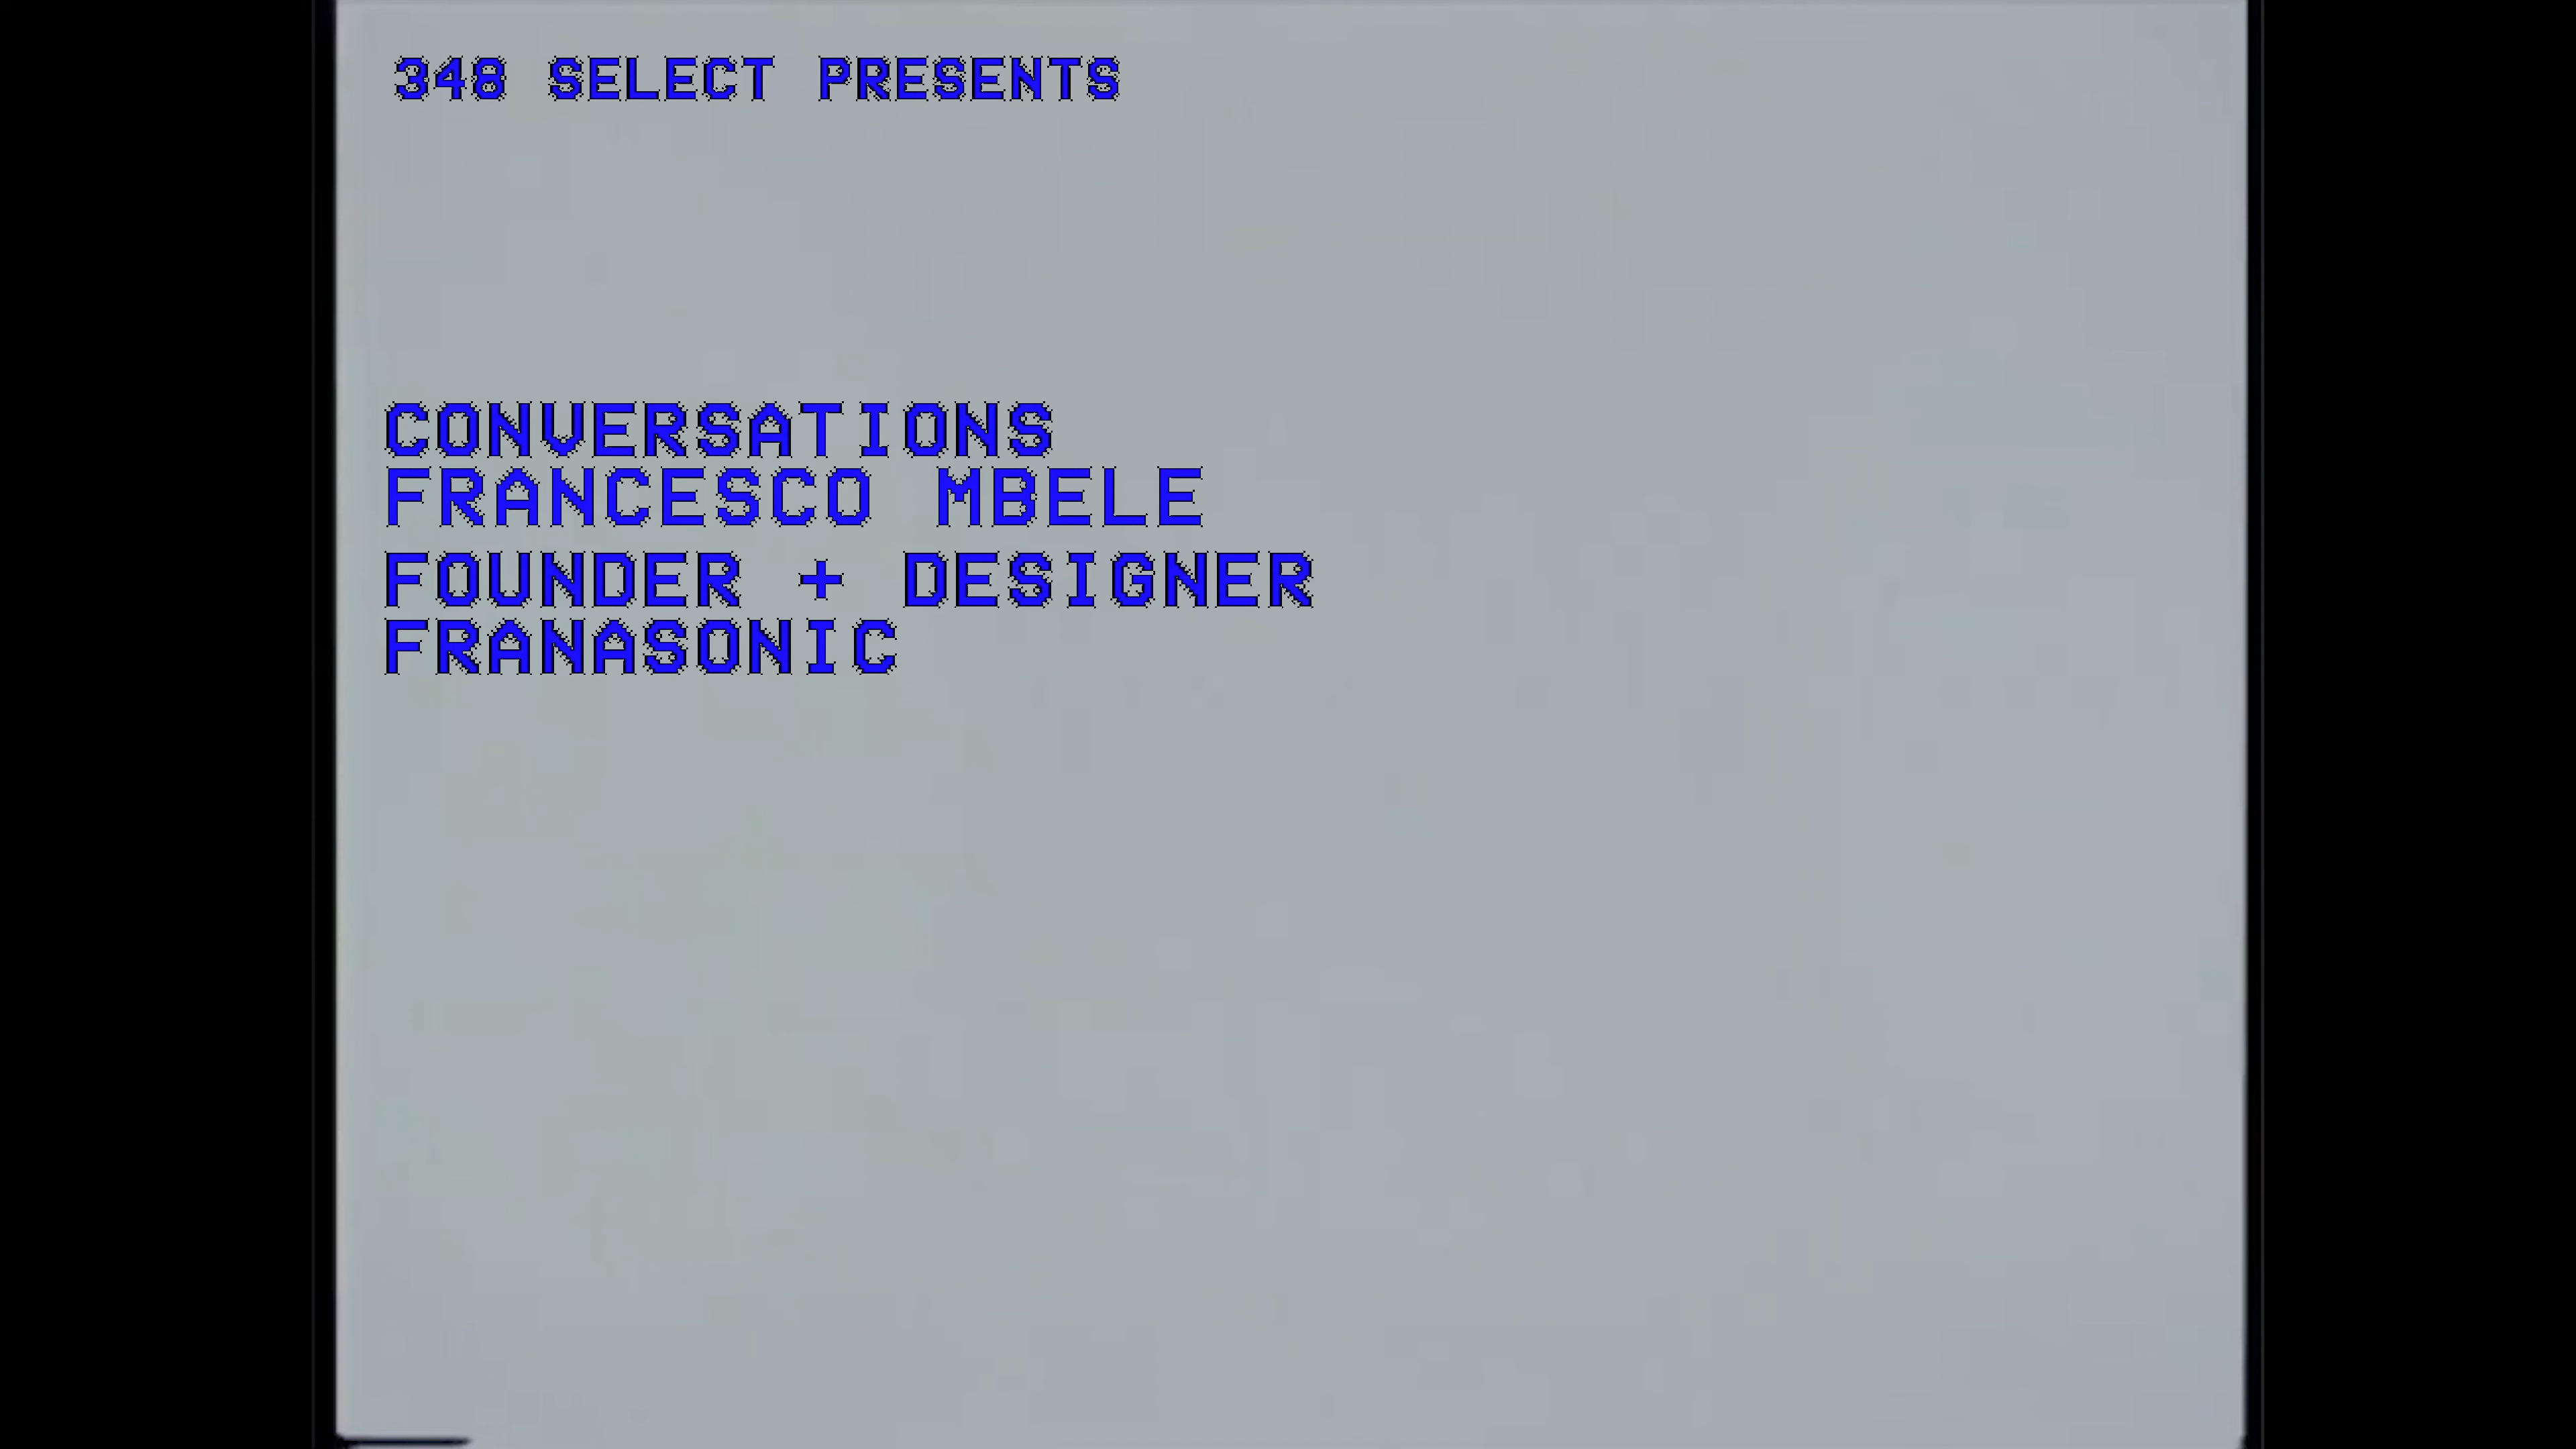 348 SELECT PRESENTS
CONVERSATIONS
FRANCESCO MBELE
FOUNDER + DESIGNER
FRANASONIC